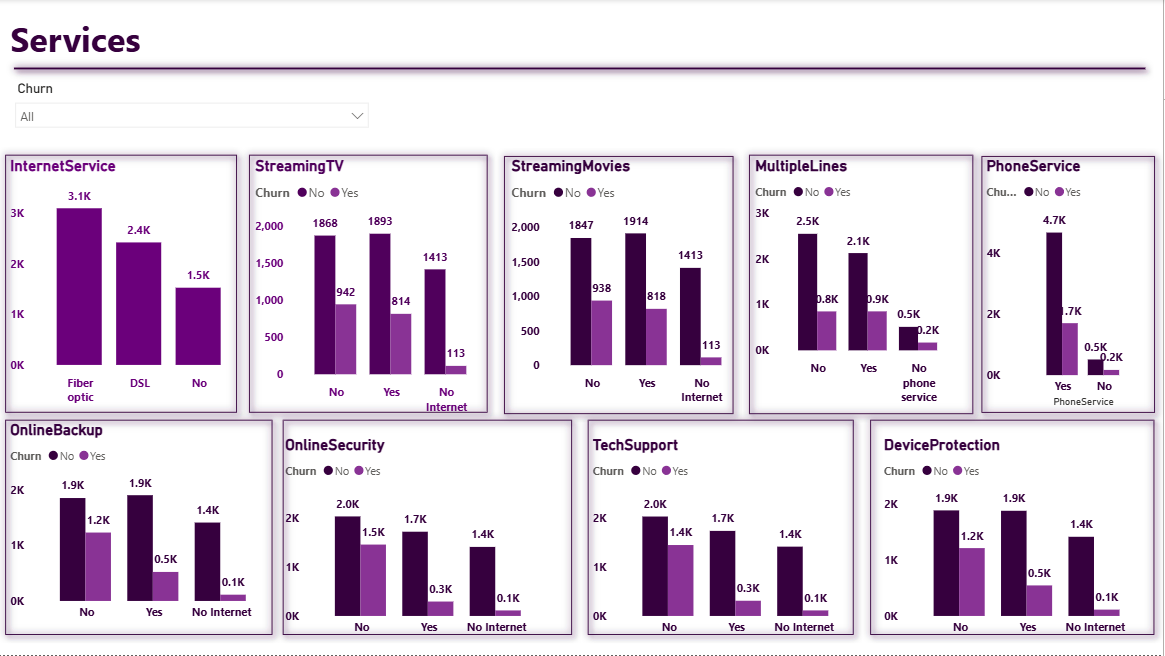 Services
Churn
All
InternetService
3.1K
3K
2.4K
2K
1.5K
1K
0K
Fiber optic
DSL
No
StreamingTV
Churn No Yes
2,000
1868
1893
1,500
1413
1,000
942
814
500
113
0
No
Yes
No Internet
StreamingMovies
Churn No Yes
2,000
1847
1914
1,500
1413
1,000
938
818
500
113
0
No
Yes
No Internet
MultipleLines
Churn No Yes
3K
2.5K
2.1K
2K
1K
0.8K
0.9K
0.5K
0.2K
0K
No
Yes
No phone service
PhoneService
Chu... No Yes
4.7K
4K
2K
1.7K
0.5K
0.2K
0K
Yes
No
PhoneService
OnlineBackup
Churn No Yes
2K
1.9K
1.9K
1.4K
1.2K
1K
0.5K
0.1K
0K
No
Yes
No Internet
OnlineSecurity
Churn No Yes
2.0K
2K
1.7K
1.5K
1.4K
1K
0.3K
0.1K
0K
No
Yes
No Internet
TechSupport
Churn No Yes
2.0K
2K
1.7K
1.4K
1.4K
1K
0.3K
0.1K
0K
No
Yes
No Internet
DeviceProtection
Churn No Yes
2K
1.9K
1.9K
1.4K
1.2K
1K
0.5K
0.1K
0K
No
Yes
No Internet